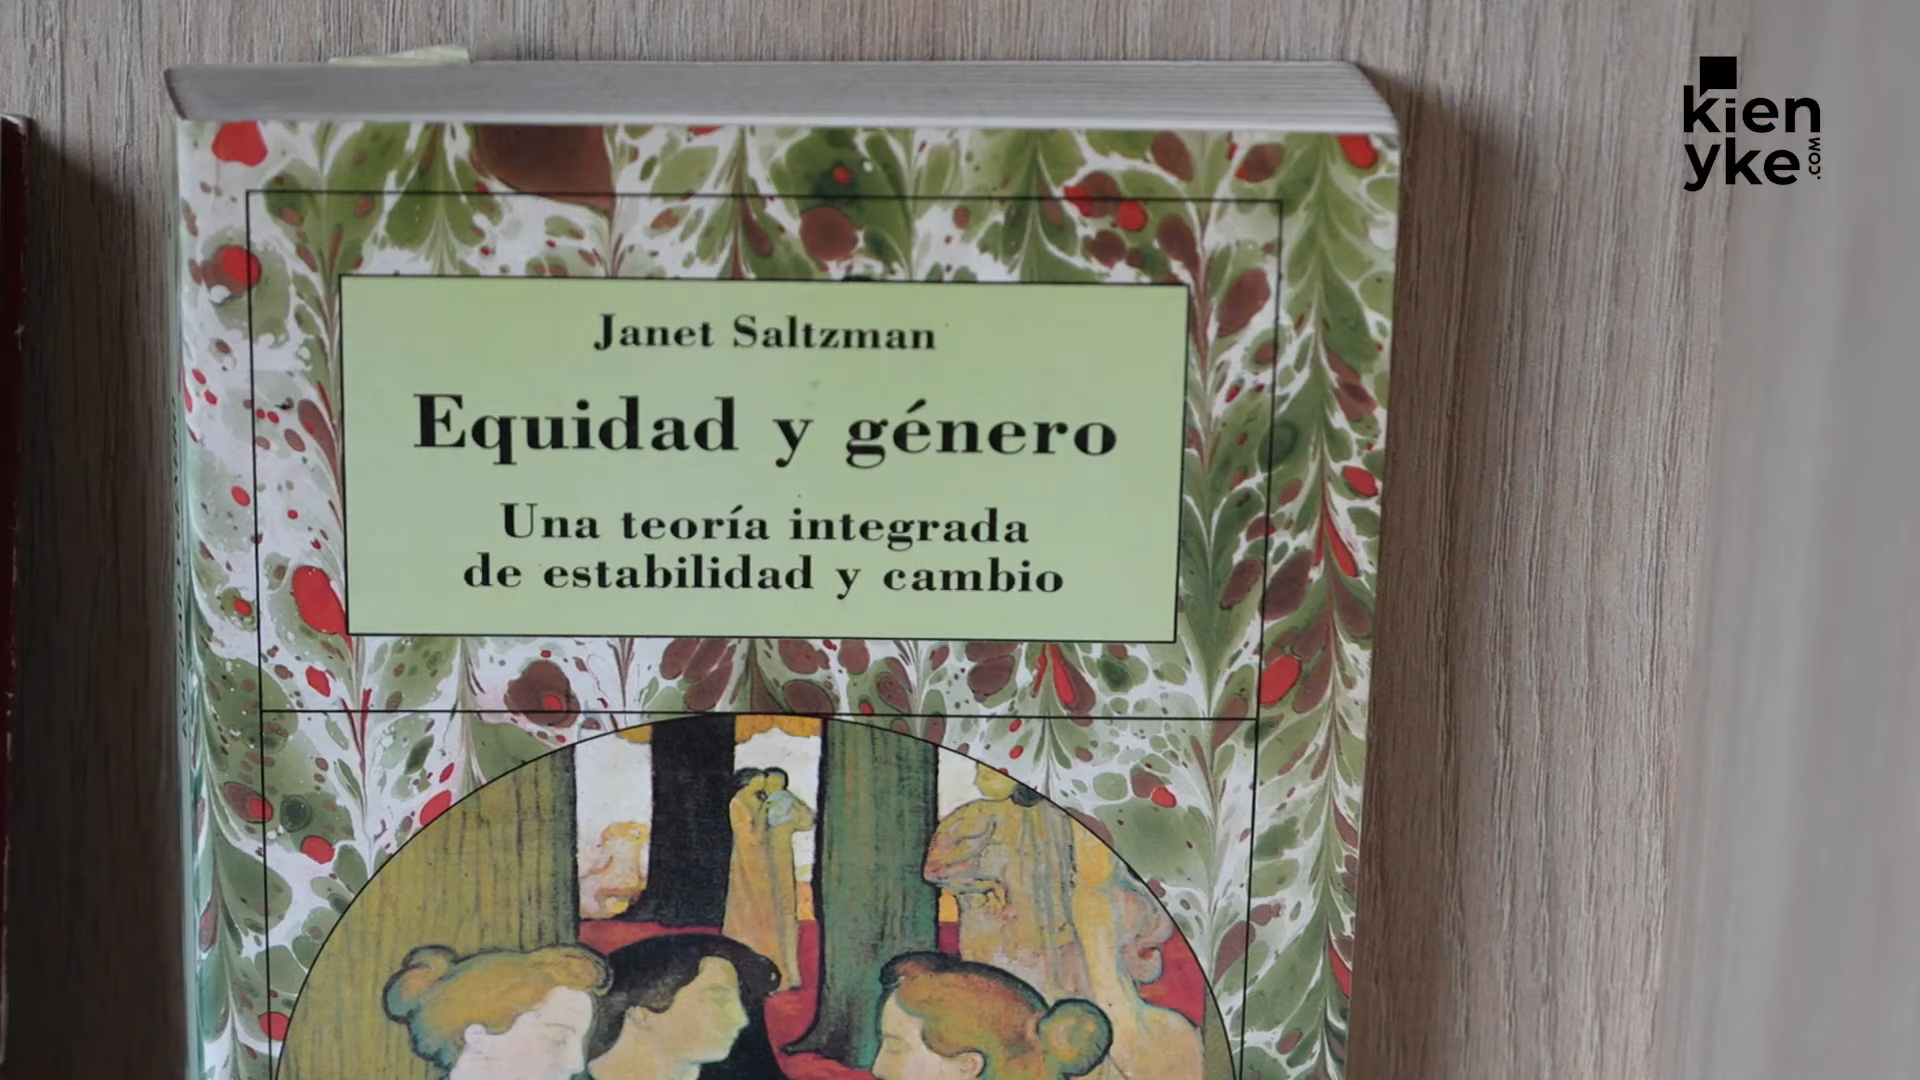 Janet Saltzman
Equidad y género
Una teoría integrada
de estabilidad y cambio
kien
yke.COM